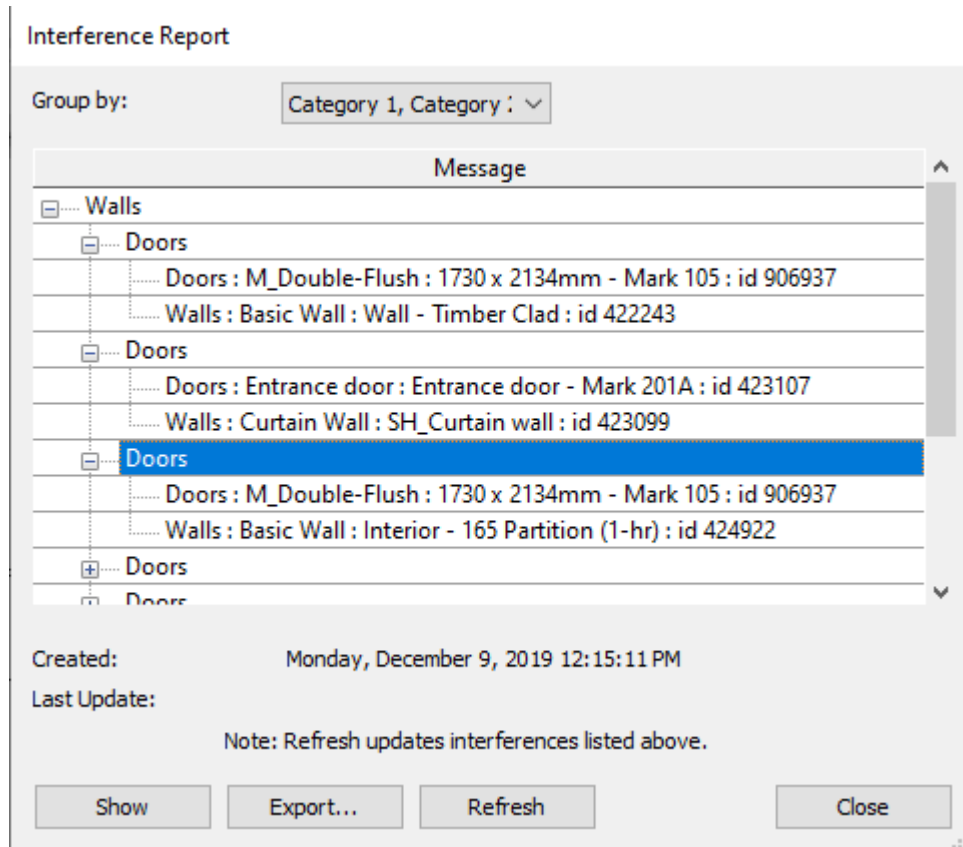 Interference Report
Group by: Category 1, Category 2
Message
Walls
Doors
Doors : M_Double-Flush : 1730 x 2134mm - Mark 105 : id 906937
Walls : Basic Wall : Wall - Timber Clad : id 422243
Doors
Doors : Entrance door : Entrance door - Mark 201A : id 423107
Walls : Curtain Wall : SH_Curtain wall : id 423099
Doors
Doors : M_Double-Flush : 1730 x 2134mm - Mark 105 : id 906937
Walls : Basic Wall : Interior - 165 Partition (1-hr) : id 424922
Doors
Doors
Created: Monday, December 9, 2019 12:15:11 PM
Last Update:
Note: Refresh updates interferences listed above.
Show Export... Refresh Close